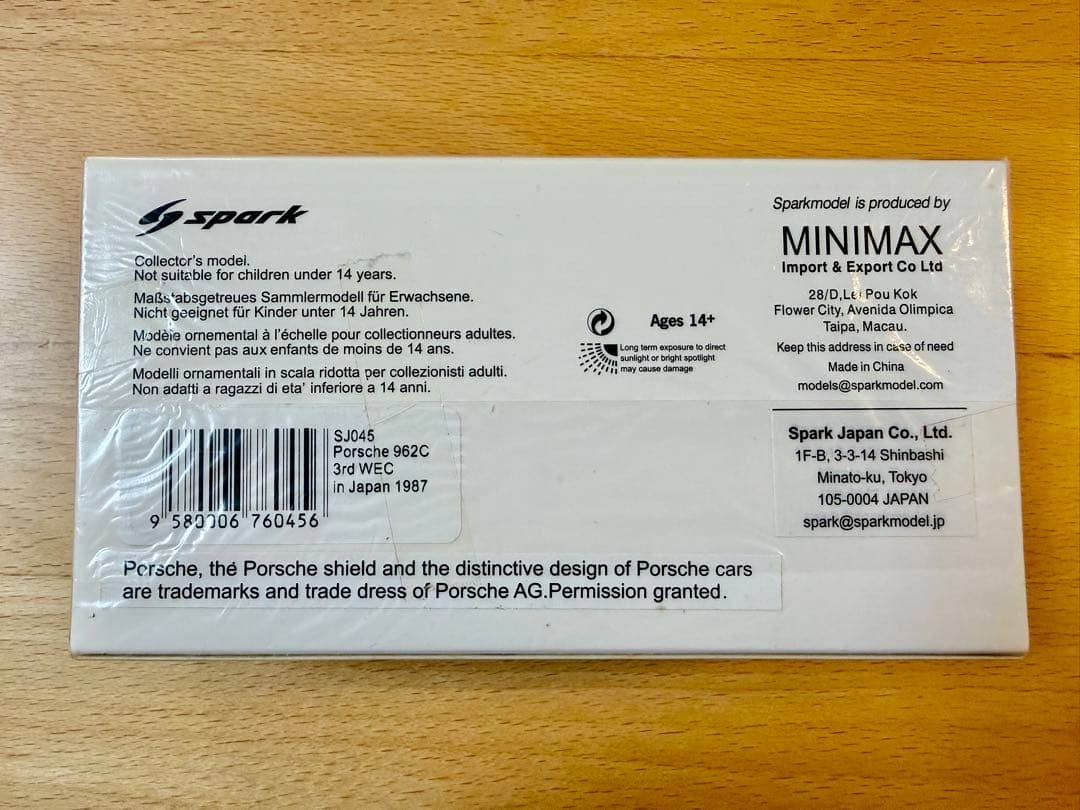 spark
Collector's model.
Not suitable for children under 14 years.
Maßstabsgetreues Sammlermodell für Erwachsene.
Nicht geeignet für Kinder unter 14 Jahren.
Modèle ornemental à l'échelle pour collectionneurs adultes.
Ne convient pas aux enfants de moins de 14 ans.
Modelli ornamentali in scala ridotta per collezionisti adulti.
Non adatti a ragazzi di eta' inferiore a 14 anni.
Ages 14+
Long term exposure to direct
sunlight or bright spotlight
may cause damage
Sparkmodel is produced by
MINIMAX
Import & Export Co Ltd
28/D,Lei Pou Kok
Flower City, Avenida Olimpica
Taipa, Macau.
Keep this address in case of need
Made in China
models@sparkmodel.com
SJ045
Porsche 962C
3rd WEC
in Japan 1987
9 580006 760456
Spark Japan Co., Ltd.
1F-B, 3-3-14 Shinbashi
Minato-ku, Tokyo
105-0004 JAPAN
spark@sparkmodel.jp
Porsche, thé Porsche shield and the distinctive design of Porsche cars
are trademarks and trade dress of Porsche AG.Permission granted.